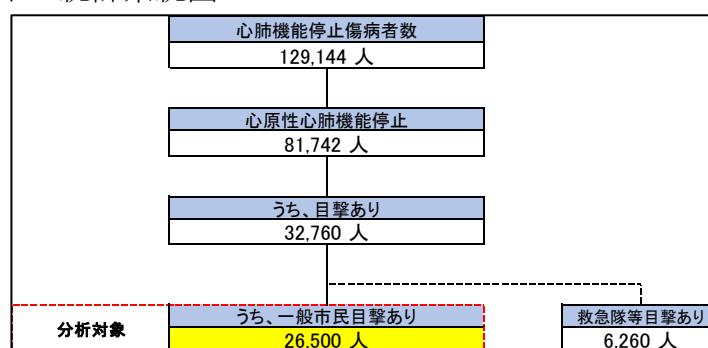 心肺機能停止傷病者数
129,144 人
心原性心肺機能停止
81,742 人
うち、目撃あり
32,760 人
分析対象
うち、一般市民目撃あり
26,500 人
救急隊等目撃あり
6,260 人